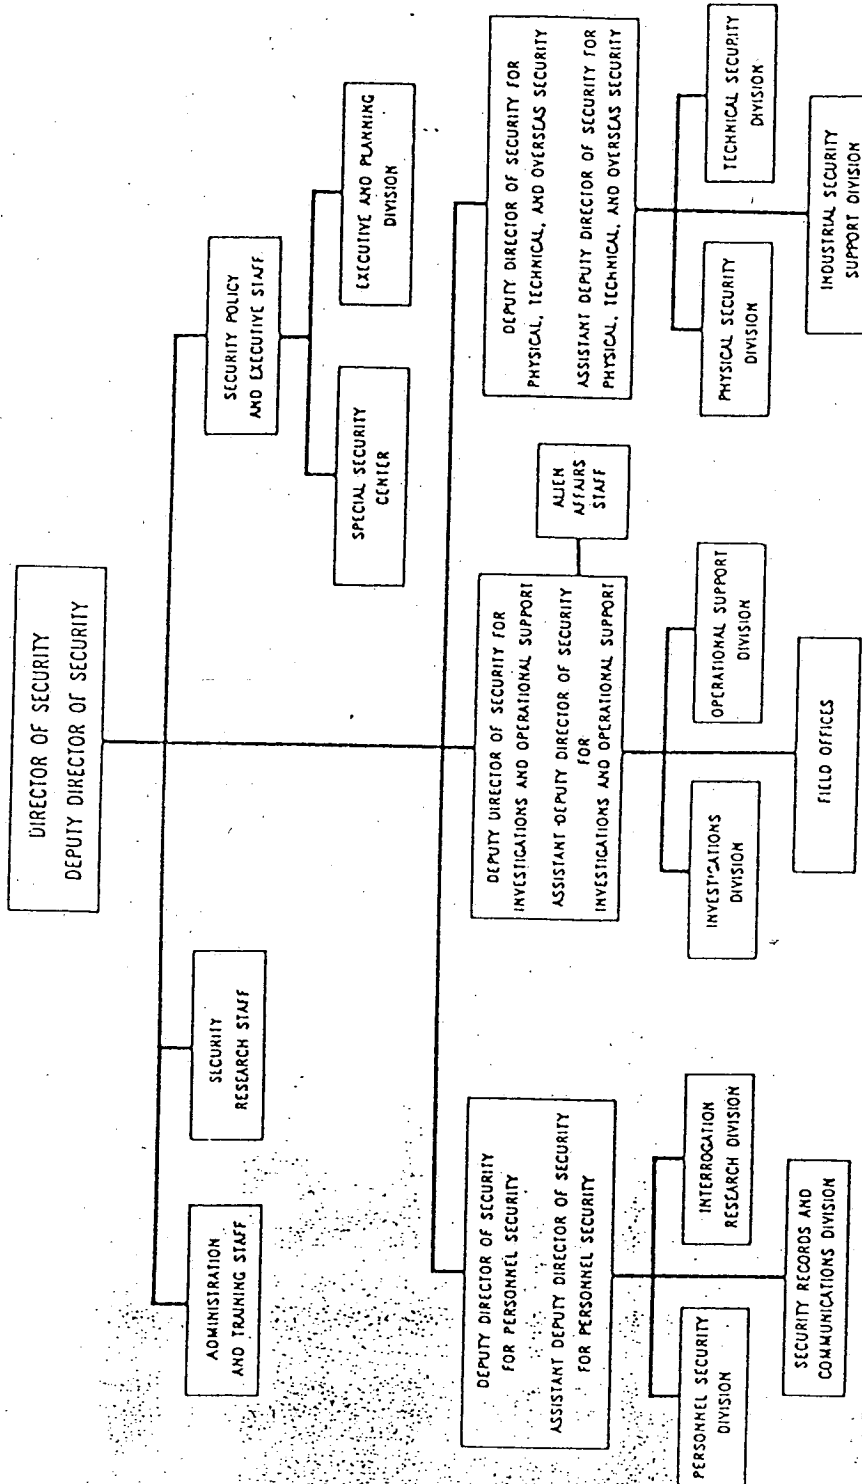 DIRECTOR OF SECURITY
DEPUTY DIRECTOR OF SECURITY
ADMINISTRATION
AND TRAINING STAFF
SECURITY
RESEARCH STAFF
SECURITY POLICY
AND EXECUTIVE STAFF
SPECIAL SECURITY
CENTER
EXECUTIVE AND PLANNING
DIVISION
DEPUTY DIRECTOR OF SECURITY
FOR PERSONNEL SECURITY
ASSISTANT DEPUTY DIRECTOR OF SECURITY
FOR PERSONNEL SECURITY
DEPUTY DIRECTOR OF SECURITY FOR
INVESTIGATIONS AND OPERATIONAL SUPPORT
ASSISTANT DEPUTY DIRECTOR OF SECURITY
FOR
INVESTIGATIONS AND OPERATIONAL SUPPORT
ALIEN
AFFAIRS
STAFF
DEPUTY DIRECTOR OF SECURITY FOR
PHYSICAL, TECHNICAL, AND OVERSEAS SECURITY
ASSISTANT DEPUTY DIRECTOR OF SECURITY FOR
PHYSICAL, TECHNICAL, AND OVERSEAS SECURITY
PERSONNEL SECURITY
DIVISION
INTERROGATION
RESEARCH DIVISION
INVESTIGATIONS
DIVISION
OPERATIONAL SUPPORT
DIVISION
PHYSICAL SECURITY
DIVISION
TECHNICAL SECURITY
DIVISION
SECURITY RECORDS AND
COMMUNICATIONS DIVISION
FIELD OFFICES
INDUSTRIAL SECURITY
SUPPORT DIVISION